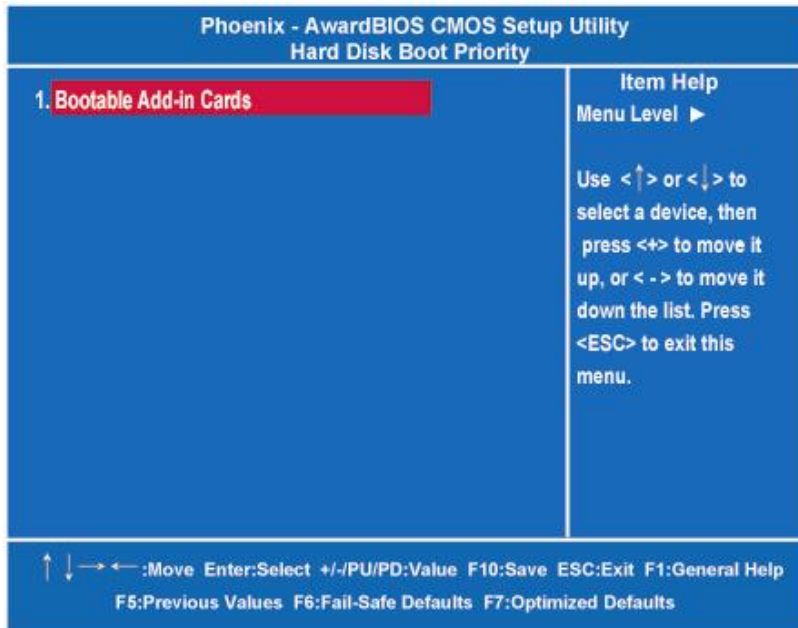 Phoenix - AwardBIOS CMOS Setup Utility
Hard Disk Boot Priority
1. Bootable Add-in Cards
Item Help
Menu Level ►
Use <↑> or <↓> to
select a device, then
press <+> to move it
up, or < - > to move it
down the list. Press
<ESC> to exit this
menu.
↑ ↓→ ← :Move Enter:Select +/-/PU/PD:Value F10:Save ESC:Exit F1:General Help
F5:Previous Values F6:Fail-Safe Defaults F7:Optimized Defaults